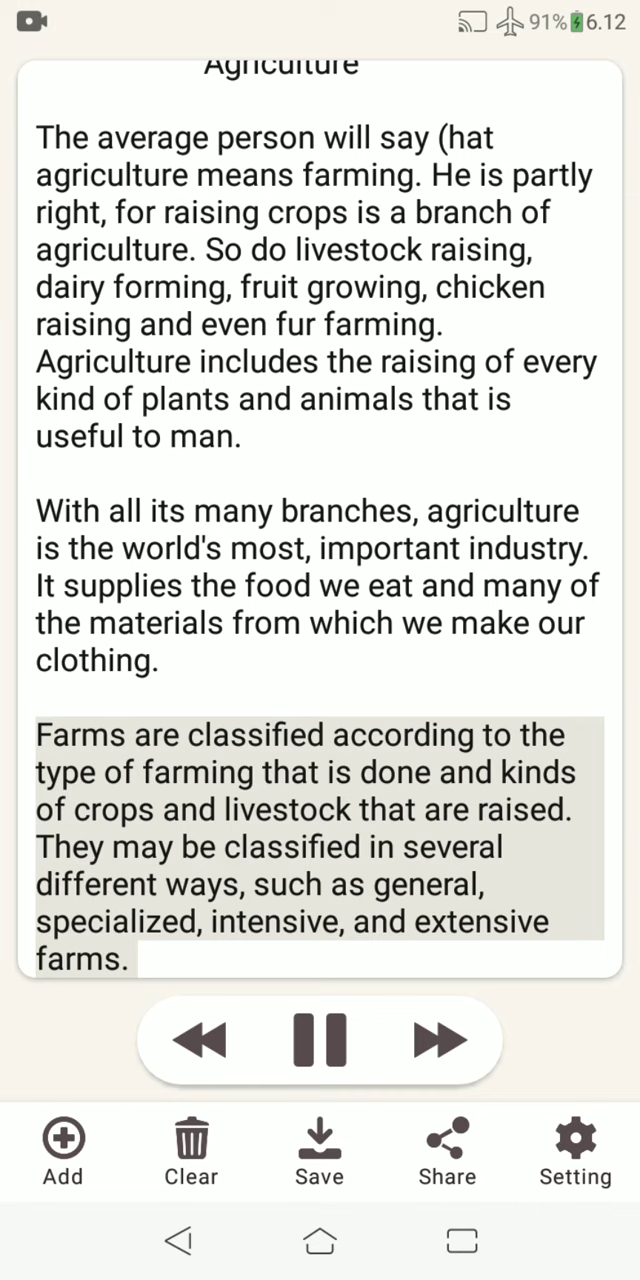 91% 6.12
Agriculture
The average person will say (hat
agriculture means farming. He is partly
right, for raising crops is a branch of
agriculture. So do livestock raising,
dairy forming, fruit growing, chicken
raising and even fur farming.
Agriculture includes the raising of every
kind of plants and animals that is
useful to man.
With all its many branches, agriculture
is the world's most, important industry.
It supplies the food we eat and many of
the materials from which we make our
clothing.
Farms are classified according to the
type of farming that is done and kinds
of crops and livestock that are raised.
They may be classified in several
different ways, such as general,
specialized, intensive, and extensive
farms.
Add Clear Save Share Setting